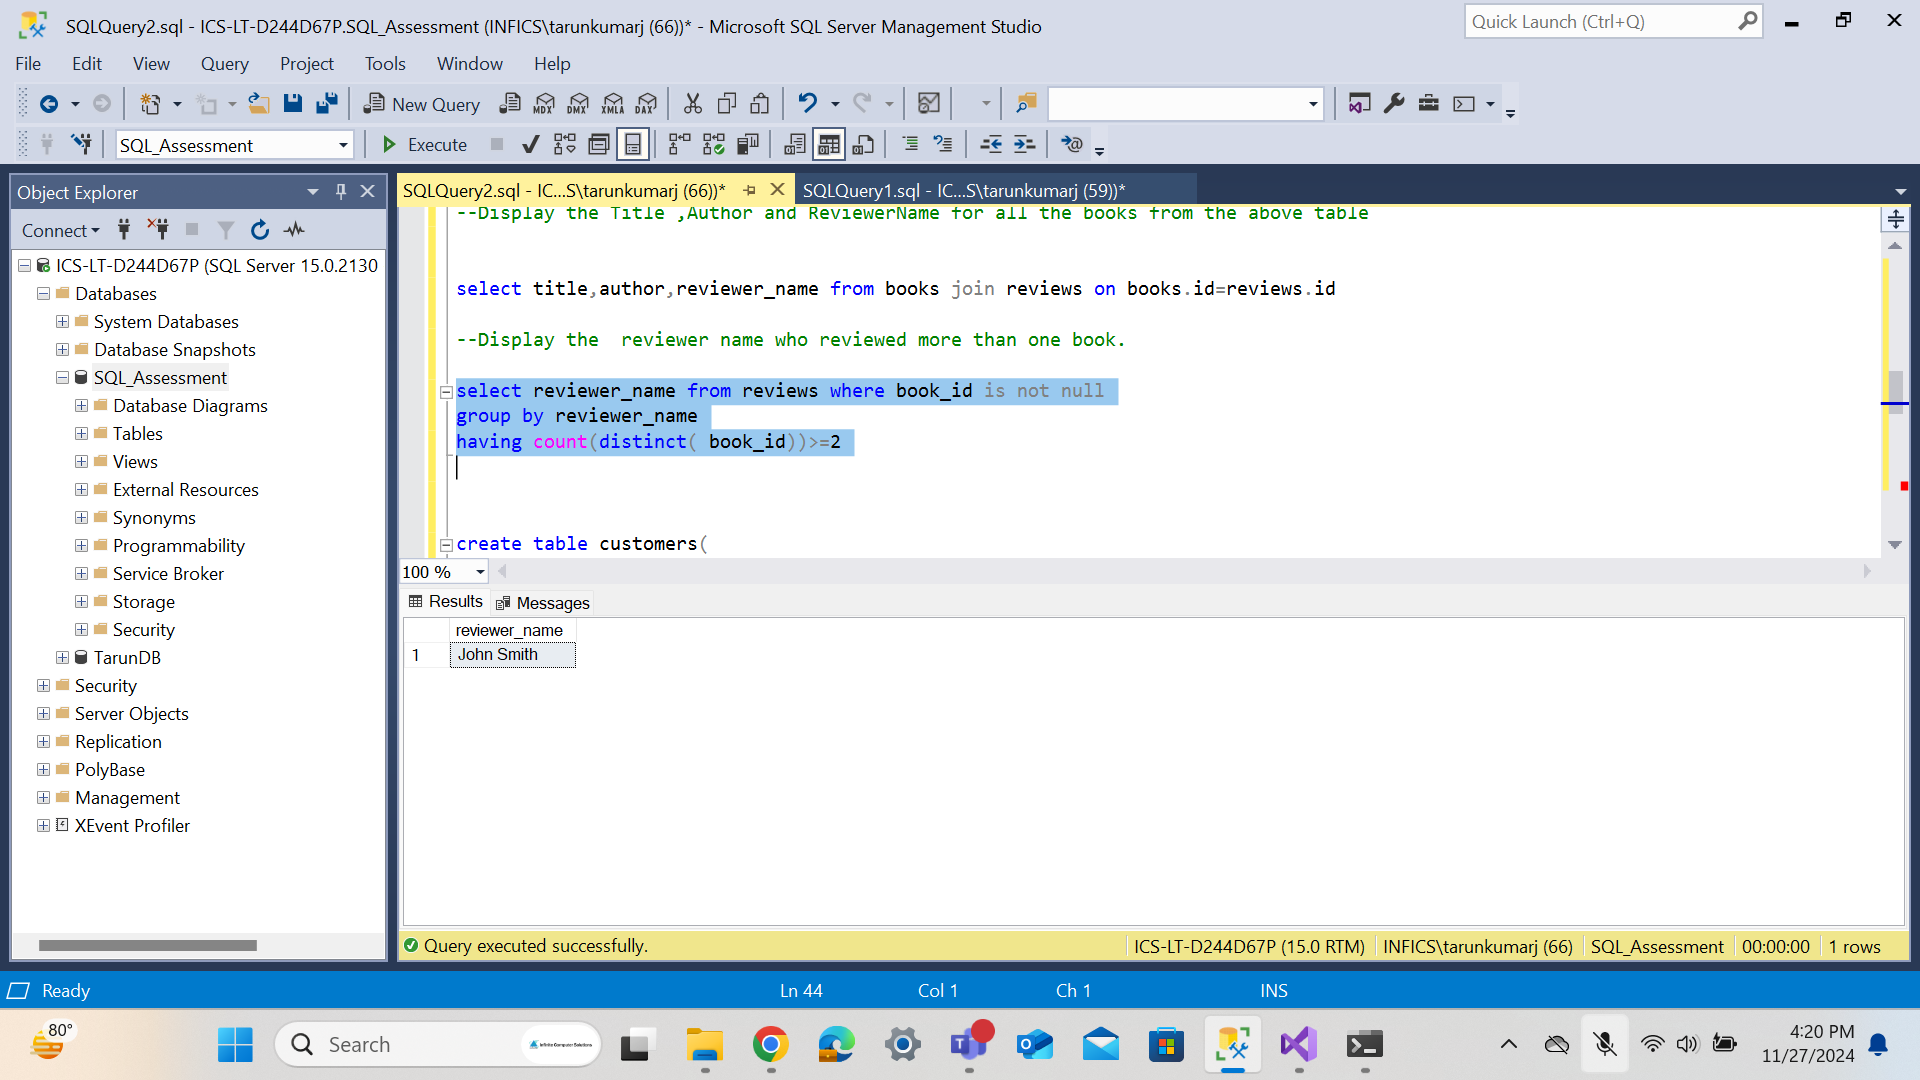 SQLQuery2.sql - ICS-LT-D244D67P.SQL_Assessment (INFICS\tarunkumarj (66))* - Microsoft SQL Server Management Studio
Quick Launch (Ctrl+Q)
File Edit View Query Project Tools Window Help
New Query MDX DMX XMLA DAX
SQL_Assessment Execute
Object Explorer
SQLQuery2.sql - IC...S\tarunkumarj (66))* SQLQuery1.sql - IC...S\tarunkumarj (59))*
Connect
ICS-LT-D244D67P (SQL Server 15.0.2130
Databases
System Databases
Database Snapshots
SQL_Assessment
Database Diagrams
Tables
Views
External Resources
Synonyms
Programmability
Service Broker
Storage
Security
TarunDB
Security
Server Objects
Replication
PolyBase
Management
XEvent Profiler
--Display the Title ,Author and ReviewerName for all the books from the above table
select title,author,reviewer_name from books join reviews on books.id=reviews.id
--Display the  reviewer name who reviewed more than one book.
select reviewer_name from reviews where book_id is not null
group by reviewer_name
having count(distinct( book_id))>=2
create table customers(
100 %
Results Messages
reviewer_name
1 John Smith
Query executed successfully. ICS-LT-D244D67P (15.0 RTM) INFICS\tarunkumarj (66) SQL_Assessment 00:00:00 1 rows
Ready Ln 44 Col 1 Ch 1 INS
80°
Search
Infinite Computer Solutions
4:20 PM
11/27/2024